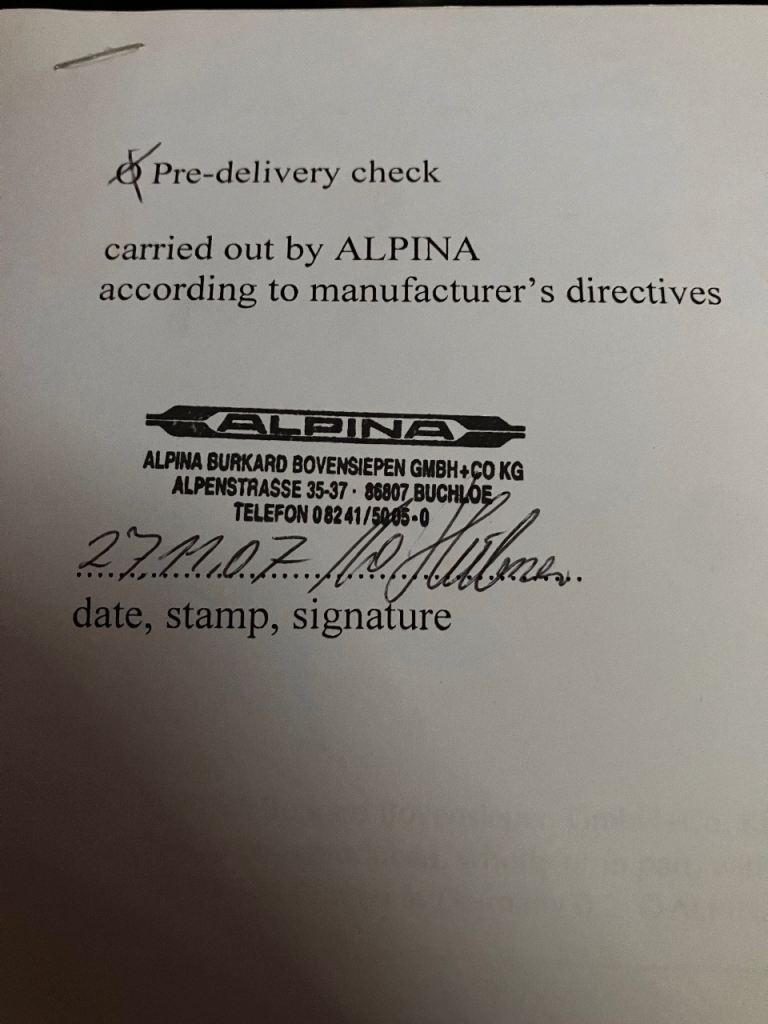 Pre-delivery check
carried out by ALPINA
according to manufacturer's directives
ALPINA
ALPINA BURKARD BOVENSIEPEN GMBH+CO KG
ALPENSTRASSE 35-37 · 86807 BUCHLOE
TELEFON 08241/5005-0
27.11.07
date, stamp, signature